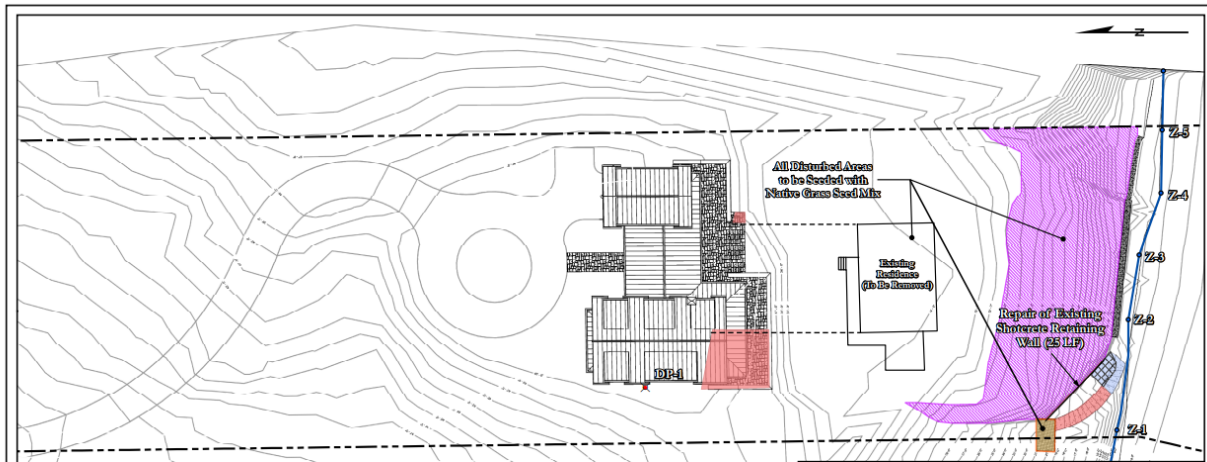 Z
Z-5
All Disturbed Areas
to be Seeded with
Native Grass Seed Mix
Z-4
Existing
Residence
(To Be Removed)
Z-3
Repair of Existing
Shotcrete Retaining
Wall (25 LF)
Z-2
DP-1
Z-1